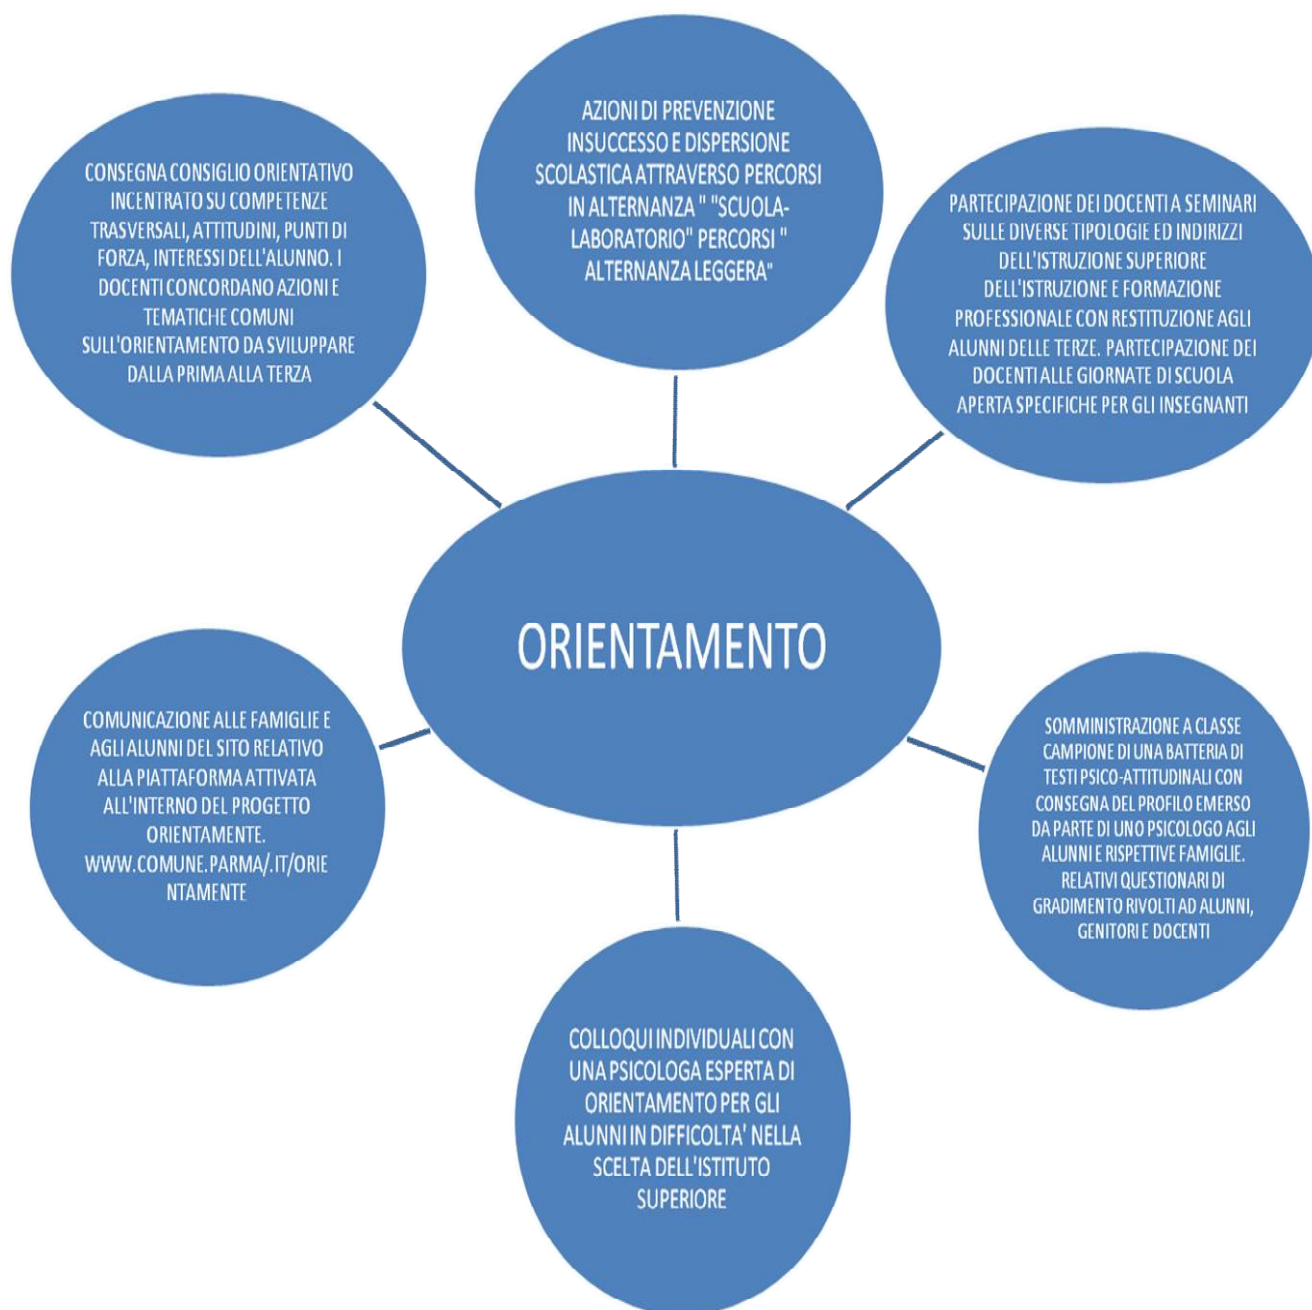 AZIONI DI PREVENZIONE
INSUCCESSO E DISPERSIONE
SCOLASTICA ATTRAVERSO PERCORSI
IN ALTERNANZA " "SCUOLA-
LABORATORIO" PERCORSI "
ALTERNANZA LEGGERA"
CONSEGNA CONSIGLIO ORIENTATIVO
INCENTRATO SU COMPETENZE
TRASVERSALI, ATTITUDINI, PUNTI DI
FORZA, INTERESSI DELL'ALUNNO. I
DOCENTI CONCORDANO AZIONI E
TEMATICHE COMUNI
SULL'ORIENTAMENTO DA SVILUPPARE
DALLA PRIMA ALLA TERZA
PARTECIPAZIONE DEI DOCENTI A SEMINARI
SULLE DIVERSE TIPOLOGIE ED INDIRIZZI
DELL'ISTRUZIONE SUPERIORE
DELL'ISTRUZIONE E FORMAZIONE
PROFESSIONALE CON RESTITUZIONE AGLI
ALUNNI DELLE TERZE. PARTECIPAZIONE DEI
DOCENTI ALLE GIORNATE DI SCUOLA
APERTA SPECIFICHE PER GLI INSEGNANTI
ORIENTAMENTO
COMUNICAZIONE ALLE FAMIGLIE E
AGLI ALUNNI DEL SITO RELATIVO
ALLA PIATTAFORMA ATTIVATA
ALL'INTERNO DEL PROGETTO
ORIENTAMENTE.
WWW.COMUNE.PARMA/.IT/ORIE
NTAMENTE
SOMMINISTRAZIONE A CLASSE
CAMPIONE DI UNA BATTERIA DI
TESTI PSICO-ATTITUDINALI CON
CONSEGNA DEL PROFILO EMERSO
DA PARTE DI UNO PSICOLOGO AGLI
ALUNNI E RISPETTIVE FAMIGLIE.
RELATIVI QUESTIONARI DI
GRADIMENTO RIVOLTI AD ALUNNI,
GENITORI E DOCENTI
COLLOQUI INDIVIDUALI CON
UNA PSICOLOGA ESPERTA DI
ORIENTAMENTO PER GLI
ALUNNI IN DIFFICOLTA' NELLA
SCELTA DELL'ISTITUTO
SUPERIORE